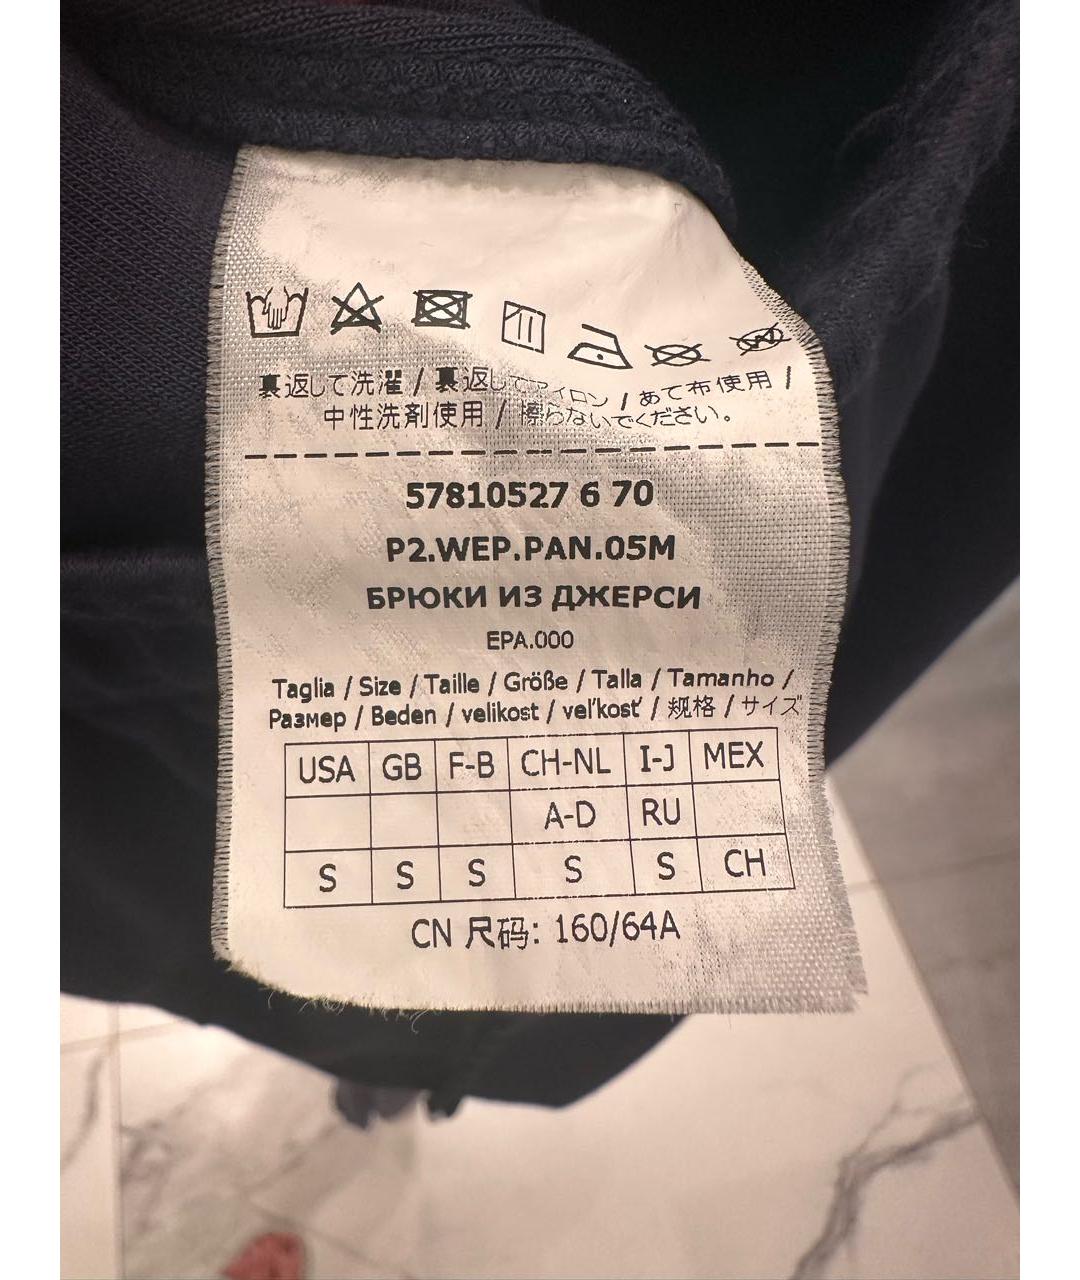 裏返して洗濯 / 裏返してアイロン / あて布使用 /
中性洗剤使用 / 擦らないでください。
57810527 6 70
P2.WEP.PAN.05M
БРЮКИ ИЗ ДЖЕРСИ
EPA.000
Taglia / Size / Taille / Größe / Talla / Tamanho /
Размер / Beden / velikost / veľkosť / 规格 / サイズ
USA GB F-B CH-NL I-J MEX
A-D RU
S S S S S CH
CN 尺码: 160/64A